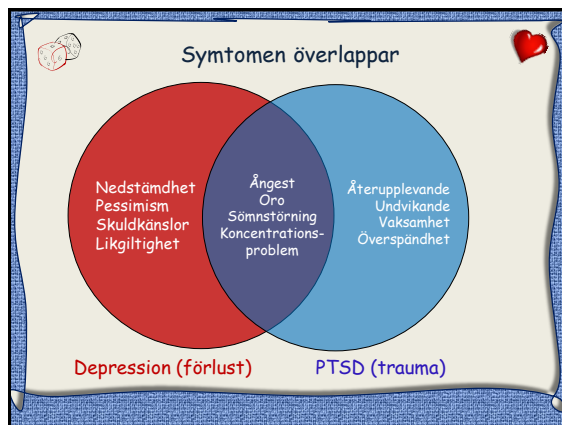 Symtomen överlappar
Nedstämdhet
Pessimism
Skuldkänslor
Likgiltighet
Ångest
Oro
Sömnstörning
Koncentrations-
problem
Återupplevande
Undvikande
Vaksamhet
Överspändhet
Depression (förlust)
PTSD (trauma)